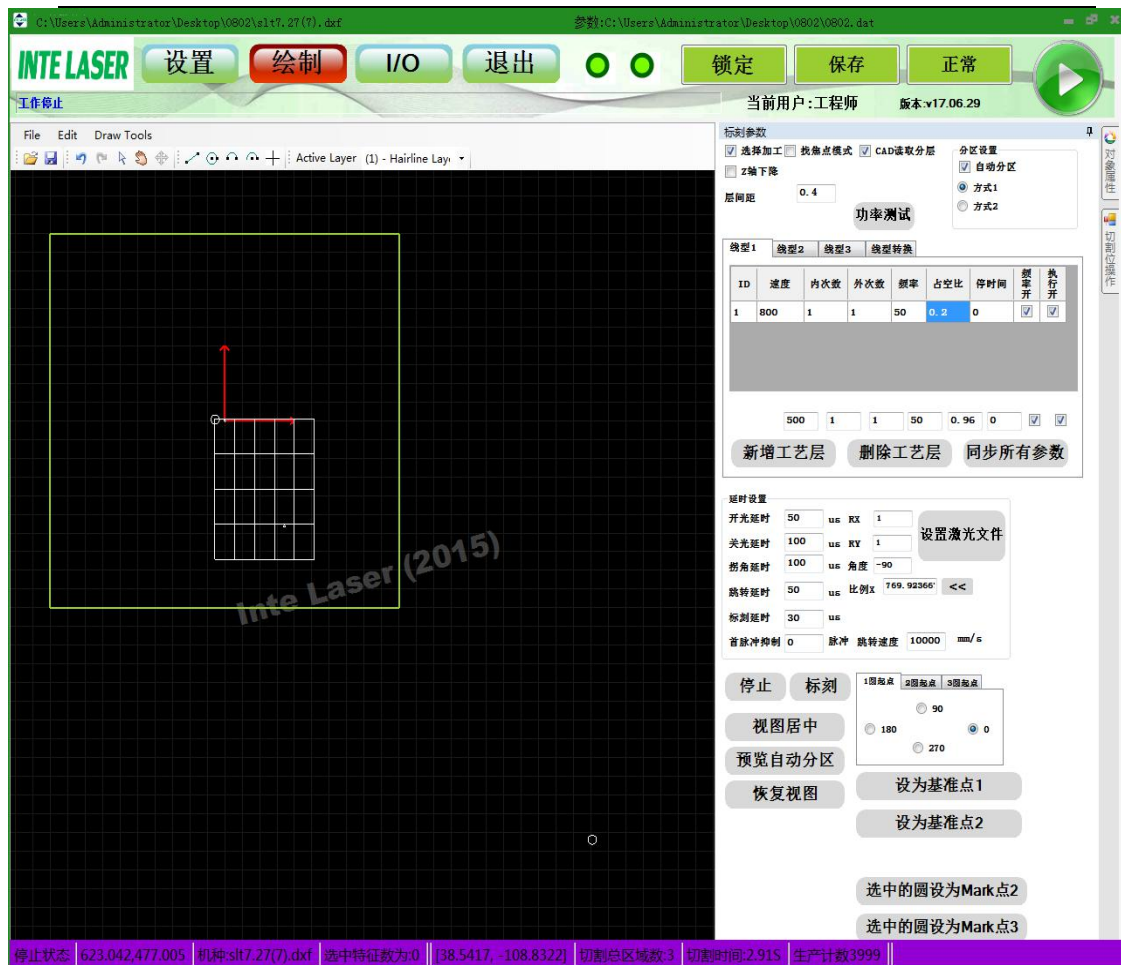 C:\Users\Administrator\Desktop\0802\slt7.27(7).dxf 参数:C:\Users\Administrator\Desktop\0802\0802.dat
INTE LASER 设置 绘制 I/O 退出 锁定 保存 正常
工作停止 当前用户:工程师 版本:v17.06.29
File Edit Draw Tools
Active Layer (1) - Hairline Lay
Inte Laser (2015)
标刻参数
选择加工 找焦点模式 CAD读取分层
Z轴下降
层间距 0.4
功率测试
分区设置
自动分区
方式1
方式2
对象属性
切割位操作
线型1 线型2 线型3 线型转换
ID 速度 内次数 外次数 频率 占空比 停时间 频率开 执行开
1 800 1 1 50 0.2 0
500 1 1 50 0.96 0
新增工艺层 删除工艺层 同步所有参数
延时设置
开光延时 50 us RX 1
关光延时 100 us RY 1
拐角延时 100 us 角度 -90
跳转延时 50 us 比例X 769.92366 <<
标刻延时 30 us
首脉冲抑制 0 脉冲 跳转速度 10000 mm/s
设置激光文件
停止 标刻
视图居中
预览自动分区
恢复视图
1圆起点 2圆起点 3圆起点
90
180 0
270
设为基准点1
设为基准点2
选中的圆设为Mark点2
选中的圆设为Mark点3
停止状态 623.042,477.005 机种:slt7.27(7).dxf 选中特征数为:0 [38.5417, -108.8322] 切割总区域数:3 切割时间:2.91S 生产计数3999